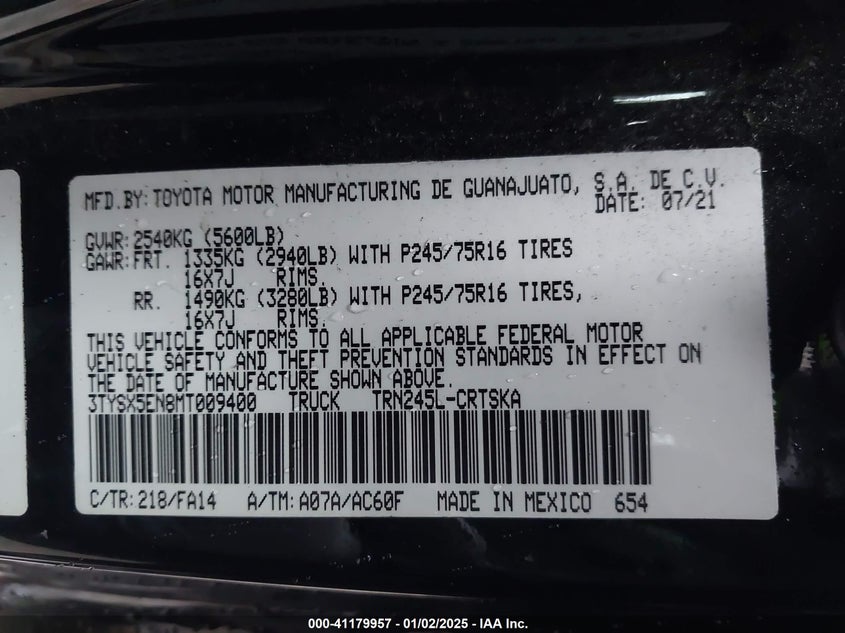 MFD.BY:TOYOTA MOTOR MANUFACTURING DE GUANAJUATO, S.A. DE C.V.
DATE: 07/21
GVWR:2540KG (5600LB)
GAWR:FRT. 1335KG (2940LB) WITH P245/75R16 TIRES
16X7J RIMS.
RR. 1490KG (3280LB) WITH P245/75R16 TIRES,
16X7J RIMS.
THIS VEHICLE CONFORMS TO ALL APPLICABLE FEDERAL MOTOR
VEHICLE SAFETY AND THEFT PREVENTION STANDARDS IN EFFECT ON
THE DATE OF MANUFACTURE SHOWN ABOVE.
3TYSX5EN8MT009400 TRUCK TRN245L-CRTSKA
C/TR:218/FA14 A/TM:A07A/AC60F MADE IN MEXICO 654
000-41179957 - 01/02/2025 - IAA Inc.